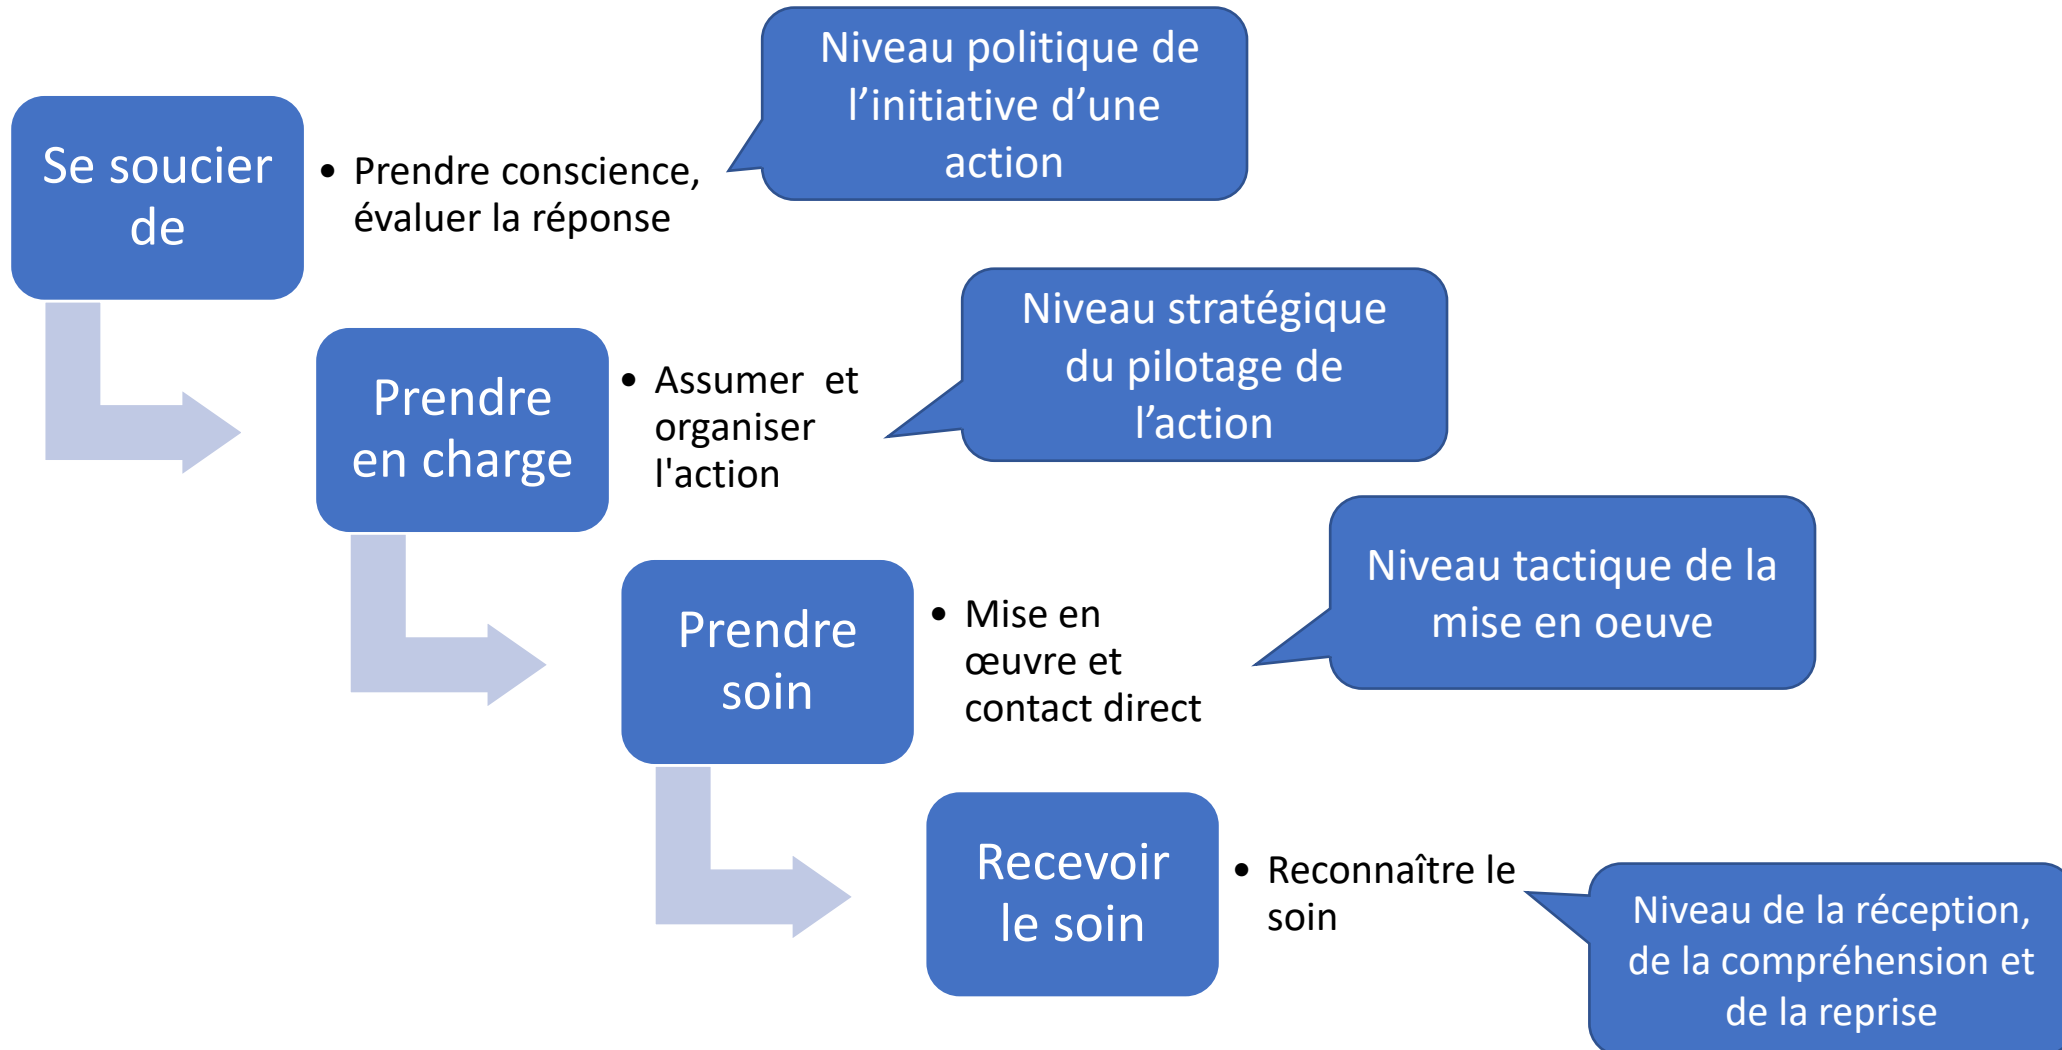 Se soucier
de
• Prendre conscience,
évaluer la réponse
Niveau politique de
l’initiative d’une
action
Prendre
en charge
• Assumer et
organiser
l'action
Niveau stratégique
du pilotage de
l’action
Prendre
soin
• Mise en
œuvre et
contact direct
Niveau tactique de la
mise en oeuve
Recevoir
le soin
• Reconnaître le
soin
Niveau de la réception,
de la compréhension et
de la reprise